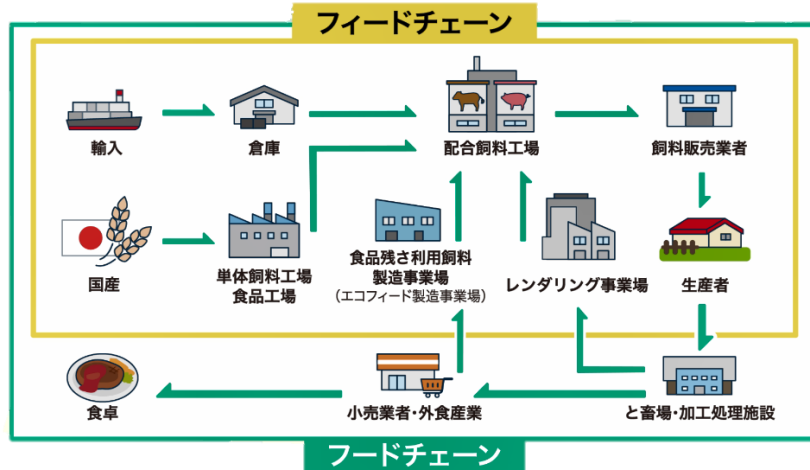 フィードチェーン
輸入
倉庫
配合飼料工場
飼料販売業者
国産
単体飼料工場
食品工場
食品残さ利用飼料
製造事業場
(エコフィード製造事業場)
レンダリング事業場
生産者
食卓
小売業者・外食産業
と畜場・加工処理施設
フードチェーン